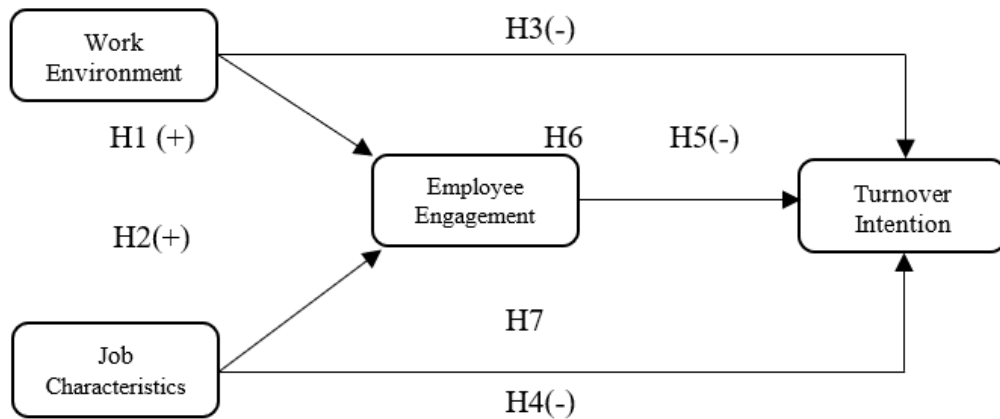 H3(-)
Work
Environment
H1 (+)
H6
H5(-)
Employee
Engagement
Turnover
Intention
H2(+)
H7
Job
Characteristics
H4(-)